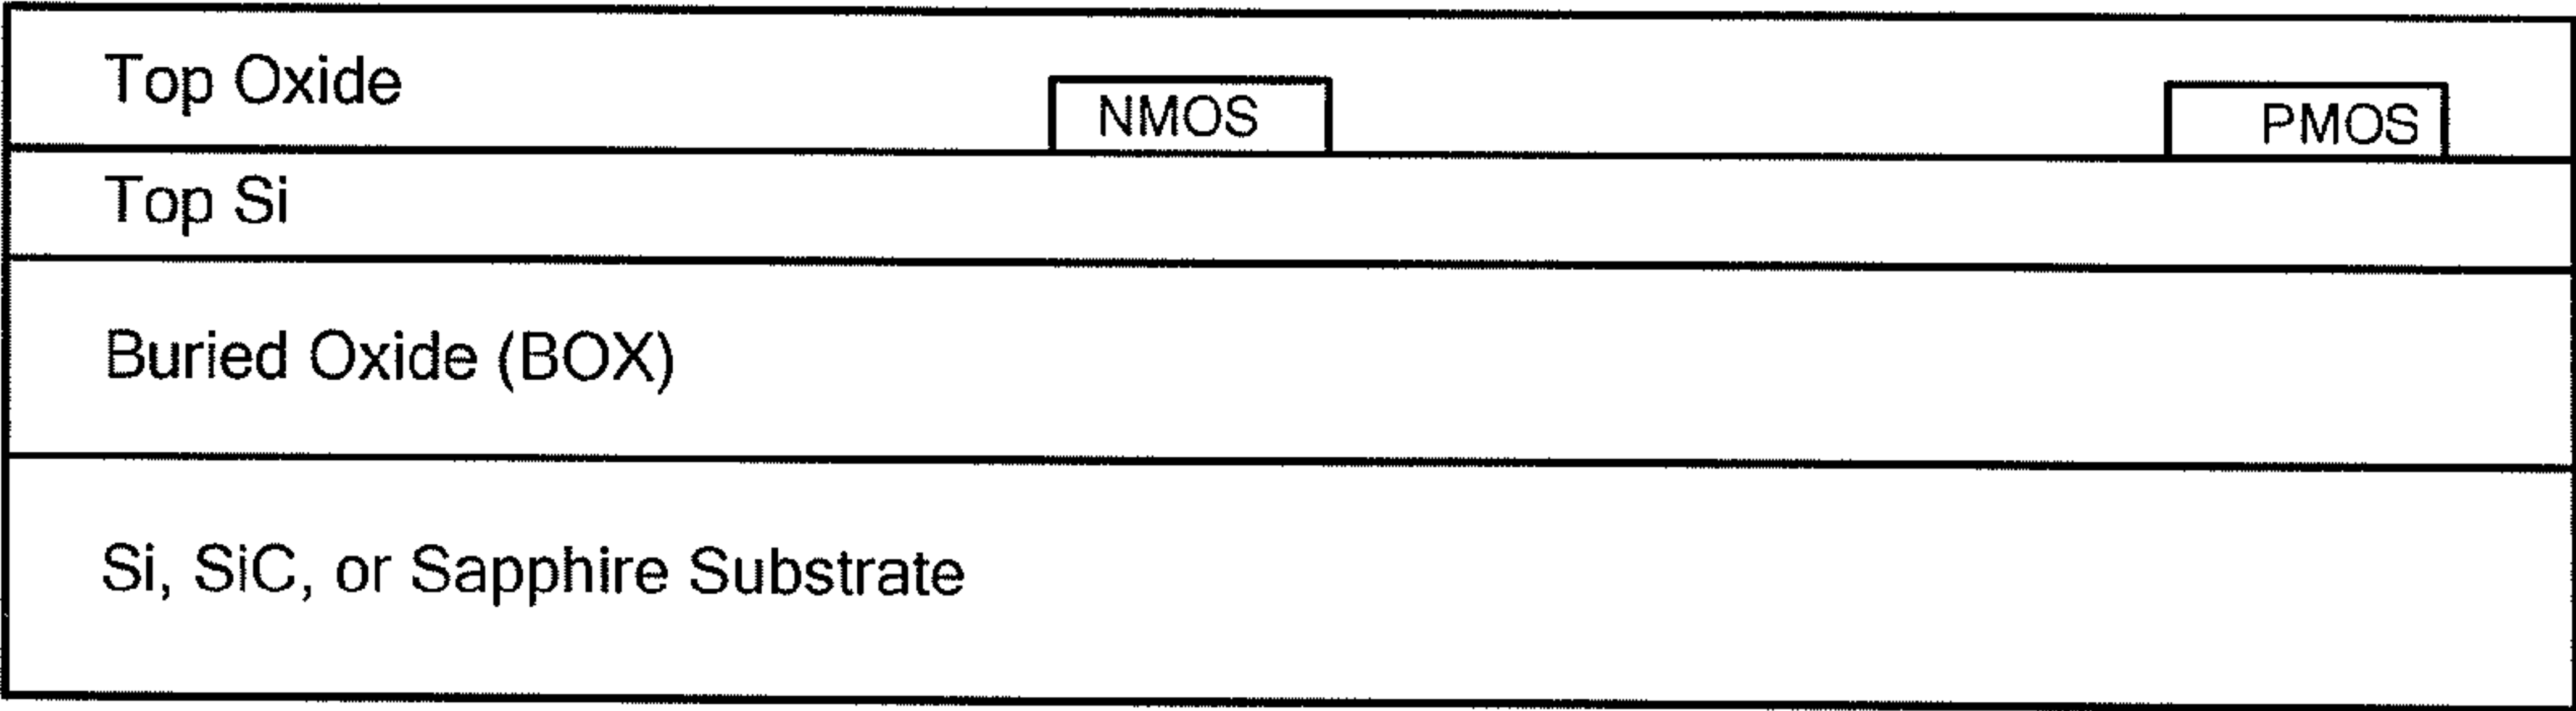 Top Oxide
NMOS
PMOS
Top Si
Buried Oxide (BOX)
Si, SiC, or Sapphire Substrate